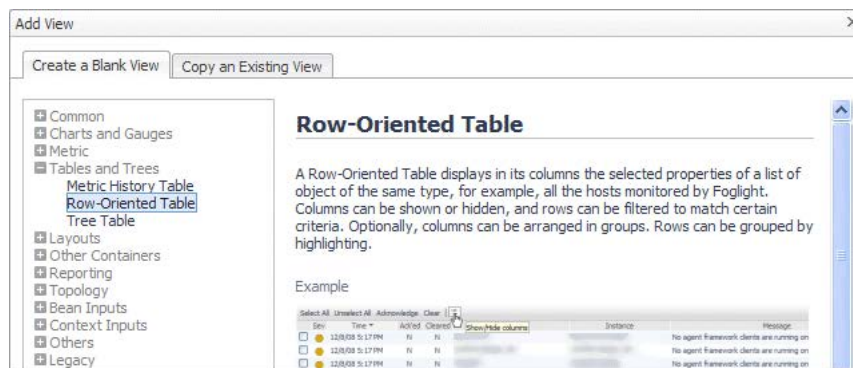 Add View
Create a Blank View
Copy an Existing View
Common
Charts and Gauges
Metric
Tables and Trees
Metric History Table
Row-Oriented Table
Tree Table
Layouts
Other Containers
Reporting
Topology
Bean Inputs
Context Inputs
Others
Legacy
Row-Oriented Table
A Row-Oriented Table displays in its columns the selected properties of a list of
object of the same type, for example, all the hosts monitored by Foglight.
Columns can be shown or hidden, and rows can be filtered to match certain
criteria. Optionally, columns can be arranged in groups. Rows can be grouped by
highlighting.
Example
Select All Unselect All Acknowledge Clear
Sev Time Ack'ed Cleared Show/Hide columns Instance Message
12/8/08 5:17 PM N N No agent framework clients are running on
12/8/08 5:17 PM N N No agent framework clients are running on
12/8/08 5:17 PM N N No agent framework clients are running on